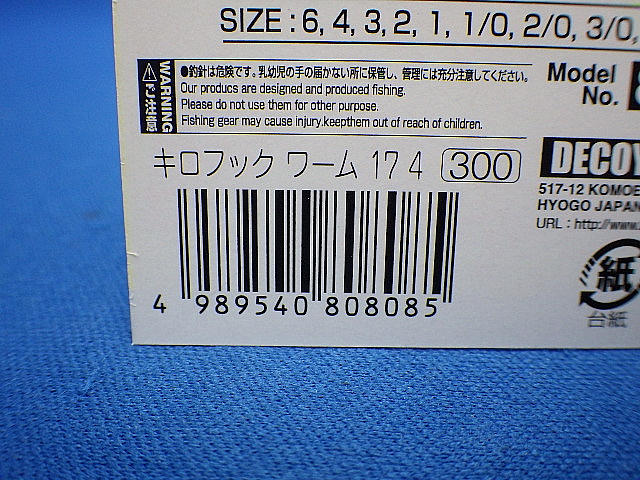 SIZE : 6, 4, 3, 2, 1, 1/0, 2/0, 3/0,
WARNING
ご注意
●釣針は危険です。乳幼児の手の届かない所に保管し、管理には充分注意してください。
Our producs are designed and produced fishing.
Please do not use them for other purpose.
Fishing gear may cause injury,keepthem out of reach of children.
Model
No.
キロフック ワーム 17 4 300
DECOY
517-12 KOMOE
HYOGO JAPAN
URL : http://www.
紙
台紙
4 989540 808085